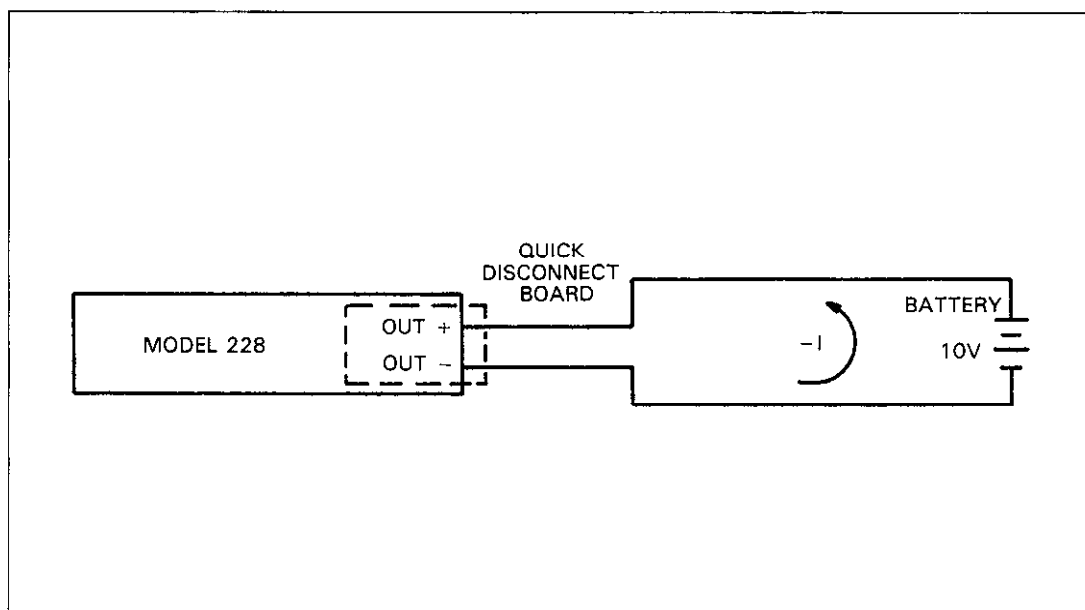 QUICK
DISCONNECT
BOARD
MODEL 228
OUT +
OUT −
−I
BATTERY
10V